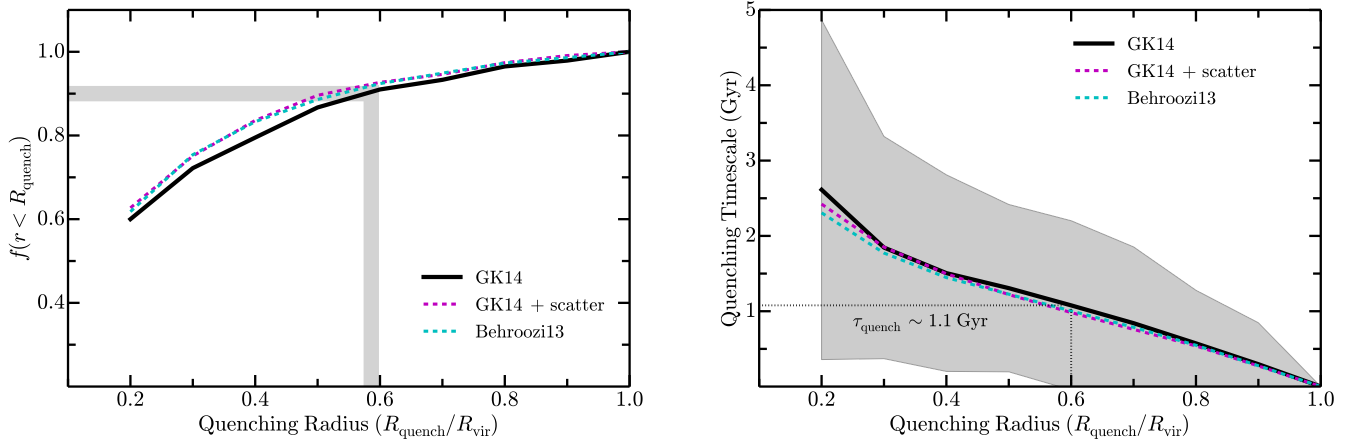 1.0
0.8
0.6
0.4
f(r < R_quench)
GK14
GK14 + scatter
Behroozi13
0.2 0.4 0.6 0.8 1.0
Quenching Radius (R_quench/R_vir)
5
4
3
2
1
Quenching Timescale (Gyr)
GK14
GK14 + scatter
Behroozi13
τ_quench ∼ 1.1 Gyr
0.2 0.4 0.6 0.8 1.0
Quenching Radius (R_quench/R_vir)